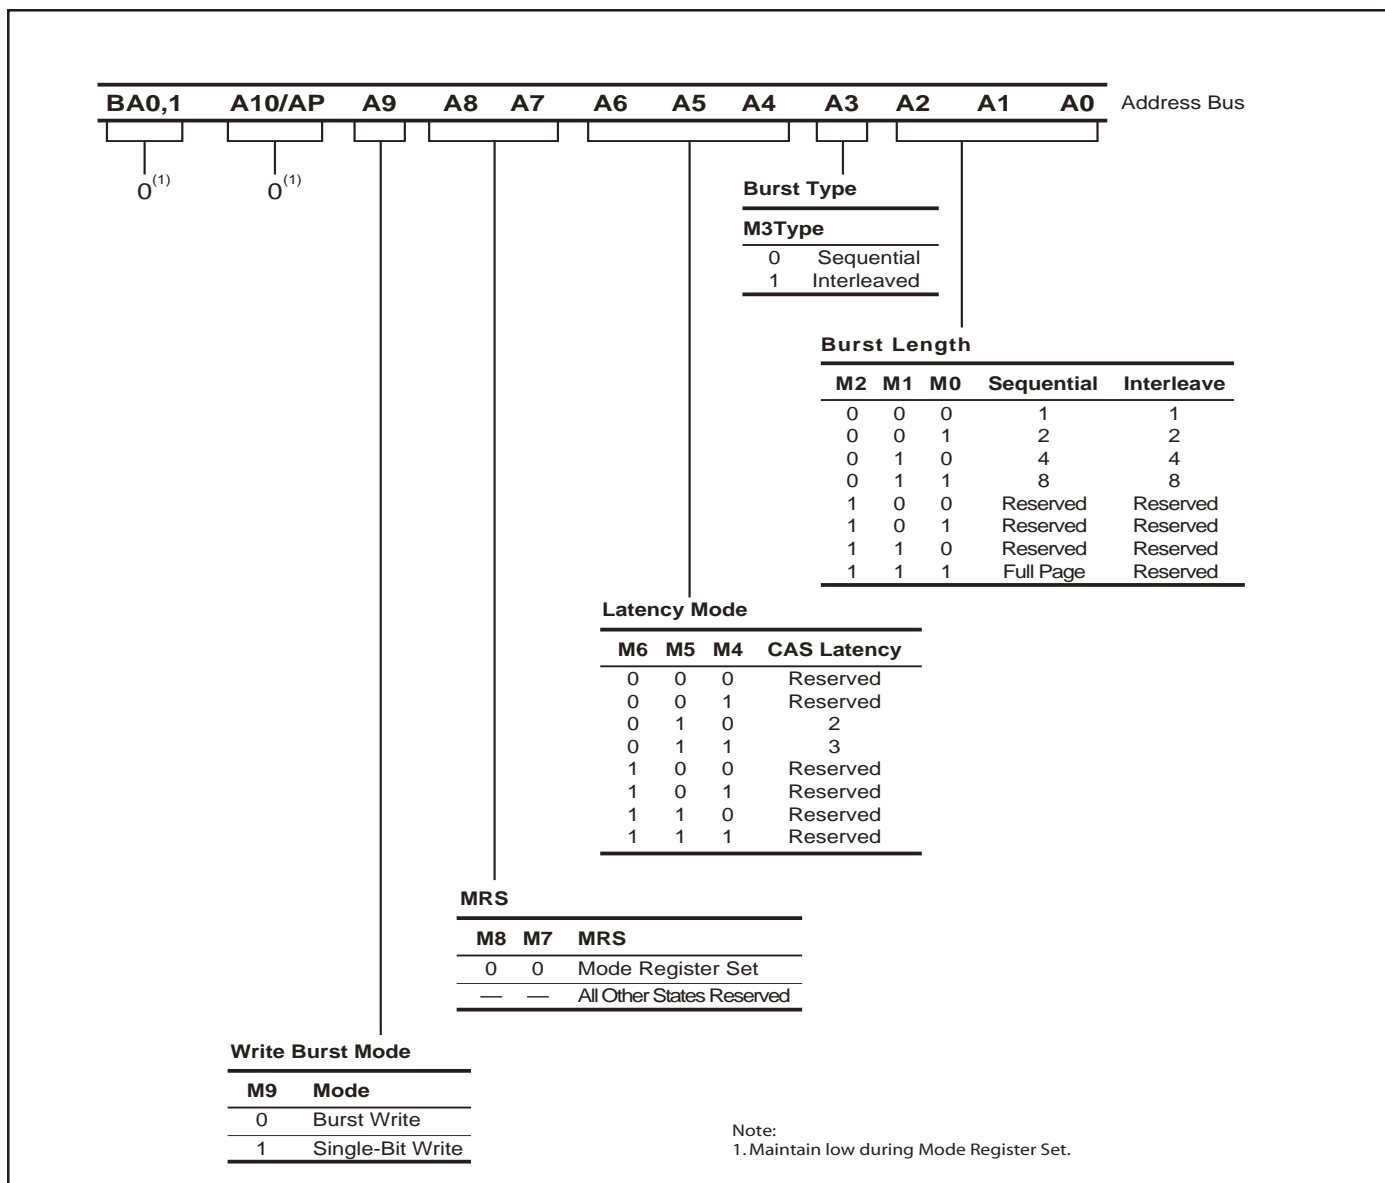 BA0,1 A10/AP A9 A8 A7 A6 A5 A4 A3 A2 A1 A0 Address Bus
0(1) 0(1)
Burst Type
M3Type
0 Sequential
1 Interleaved
Burst Length
M2 M1 M0 Sequential Interleave
0 0 0 1 1
0 0 1 2 2
0 1 0 4 4
0 1 1 8 8
1 0 0 Reserved Reserved
1 0 1 Reserved Reserved
1 1 0 Reserved Reserved
1 1 1 Full Page Reserved
Latency Mode
M6 M5 M4 CAS Latency
0 0 0 Reserved
0 0 1 Reserved
0 1 0 2
0 1 1 3
1 0 0 Reserved
1 0 1 Reserved
1 1 0 Reserved
1 1 1 Reserved
MRS
M8 M7 MRS
0 0 Mode Register Set
— — All Other States Reserved
Write Burst Mode
M9 Mode
0 Burst Write
1 Single-Bit Write
Note:
1. Maintain low during Mode Register Set.